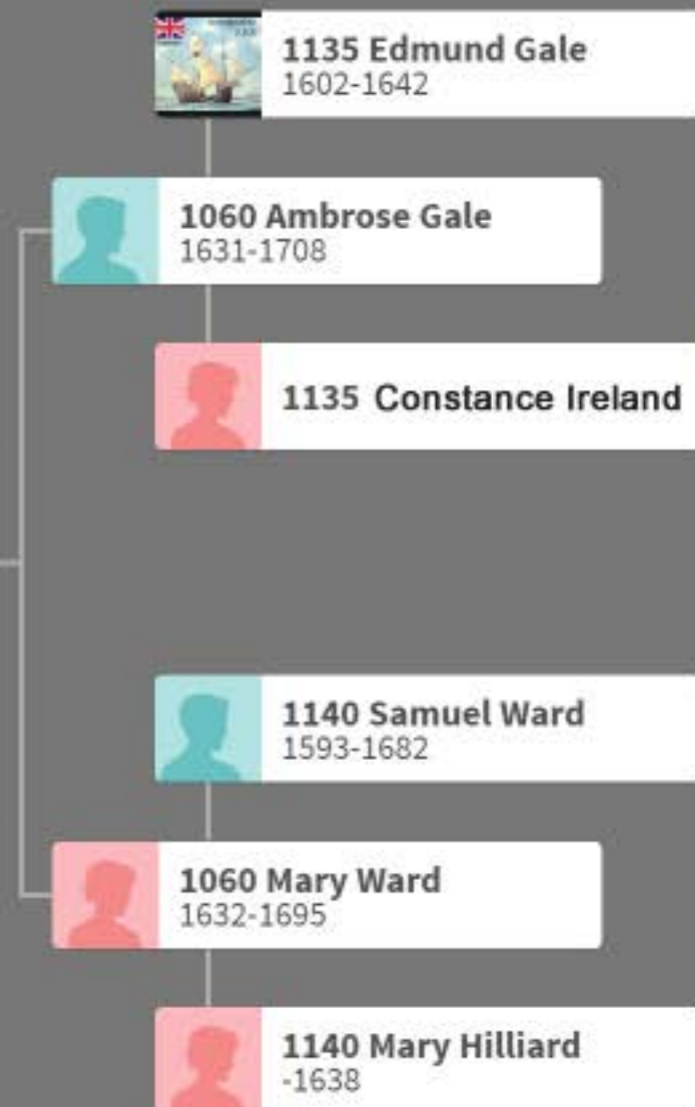 1135 Edmund Gale
1602-1642
1060 Ambrose Gale
1631-1708
1135 Constance Ireland
1140 Samuel Ward
1593-1682
1060 Mary Ward
1632-1695
1140 Mary Hilliard
-1638